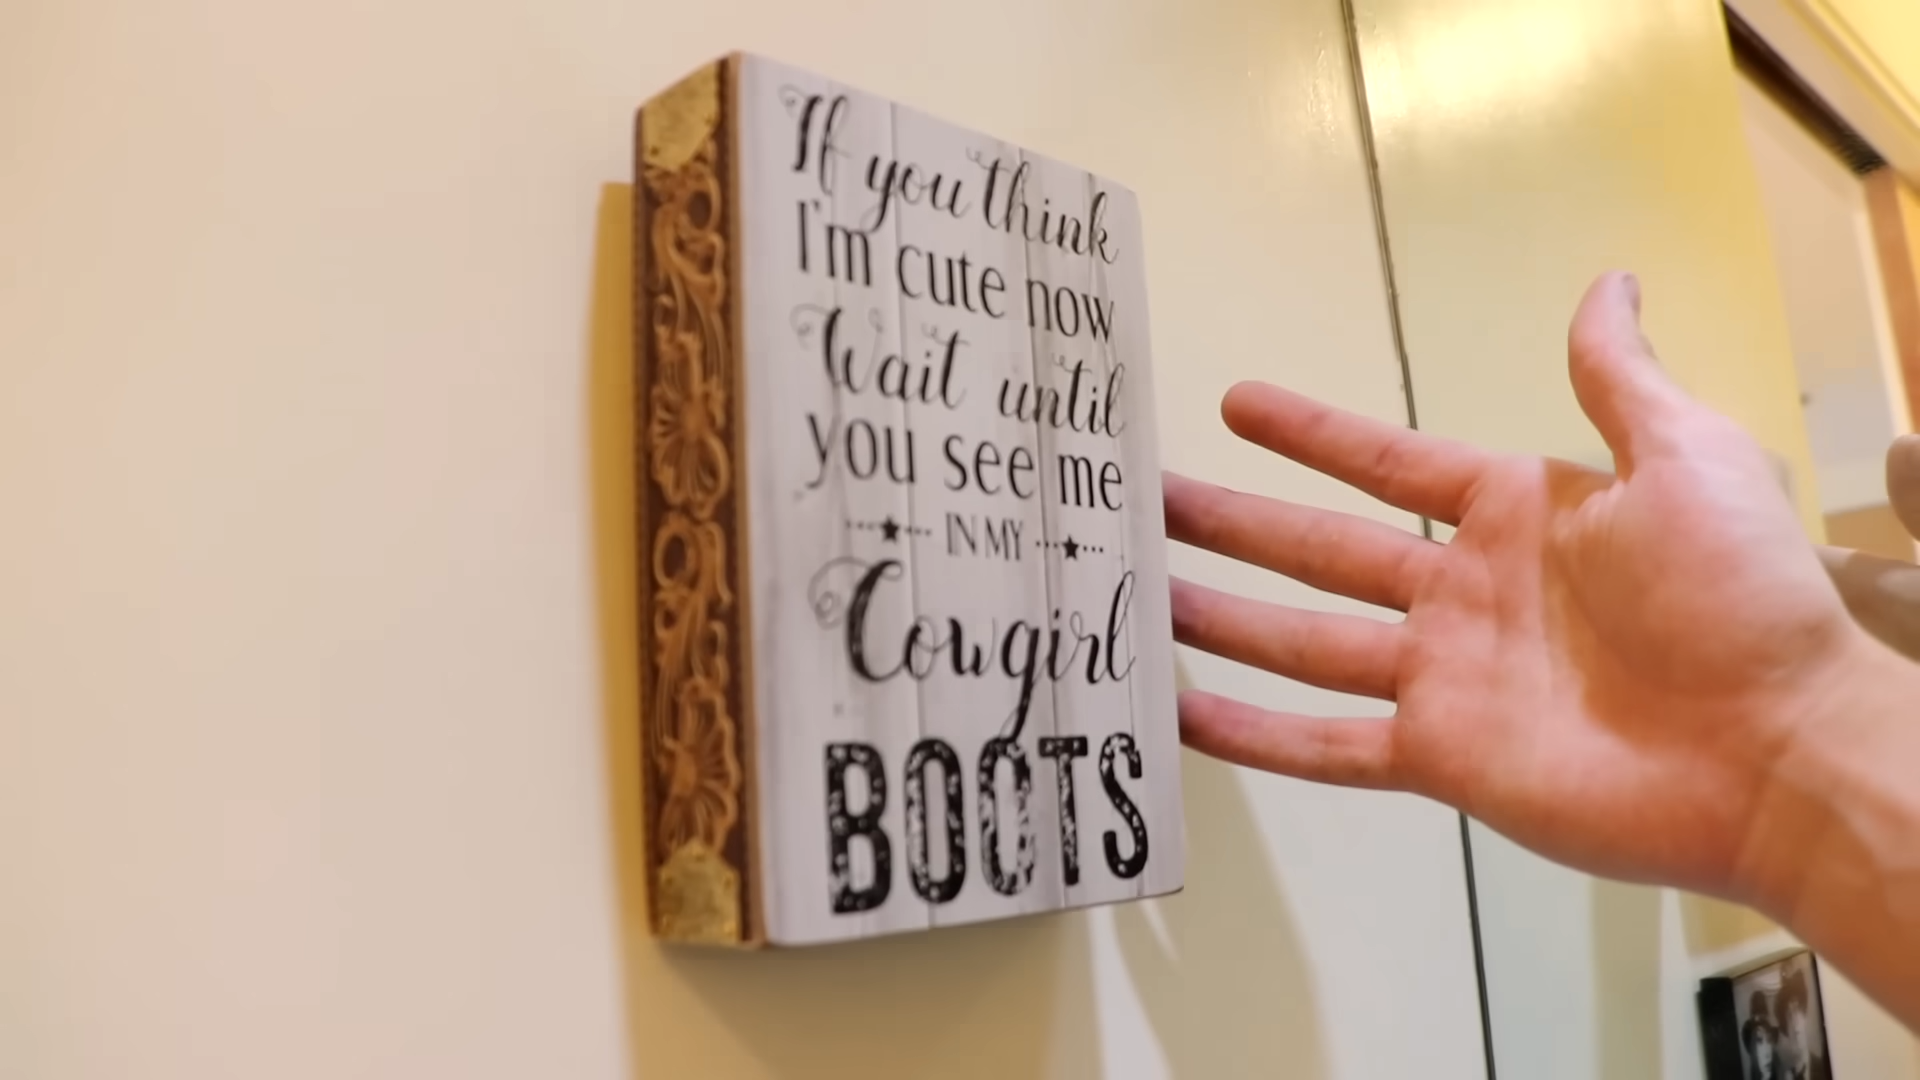 If you think
I'm cute now
Wait until
you see me
IN MY
Cowgirl
BOOTS